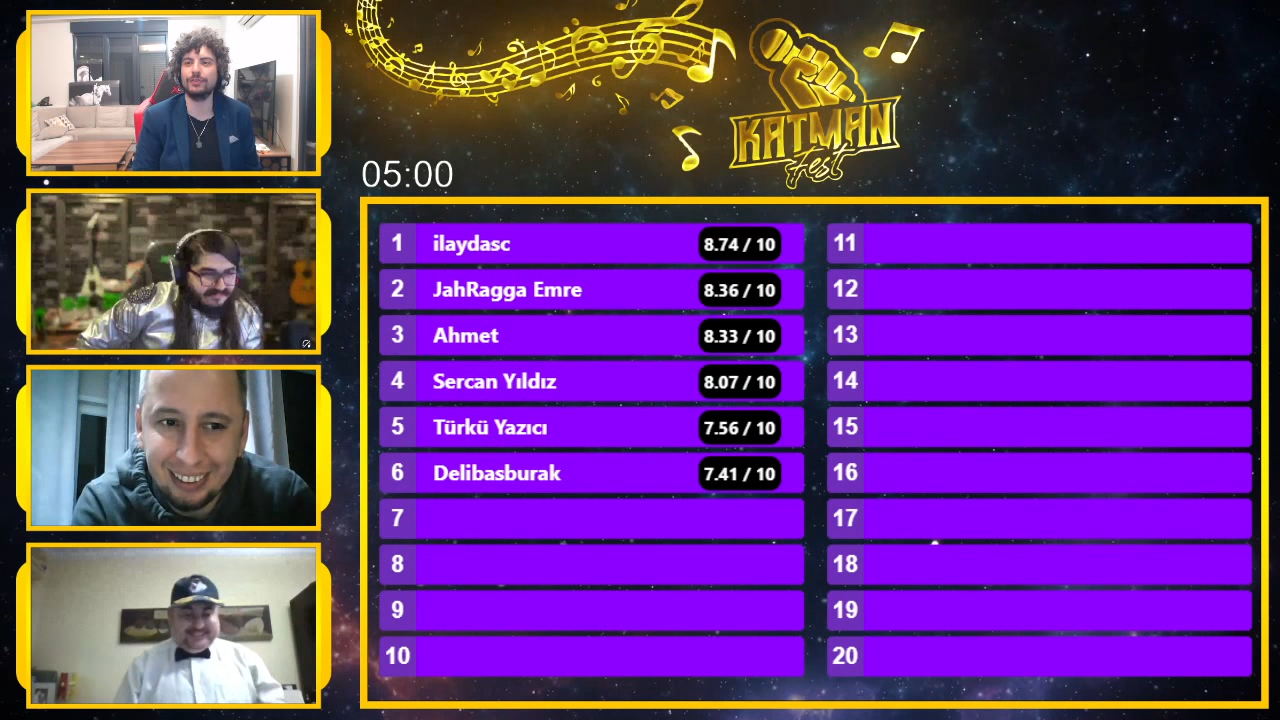 KATMAN
Fest
05:00
1 ilaydasc 8.74 / 10
2 JahRagga Emre 8.36 / 10
3 Ahmet 8.33 / 10
4 Sercan Yıldız 8.07 / 10
5 Türkü Yazıcı 7.56 / 10
6 Delibasburak 7.41 / 10
7
8
9
10
11
12
13
14
15
16
17
18
19
20